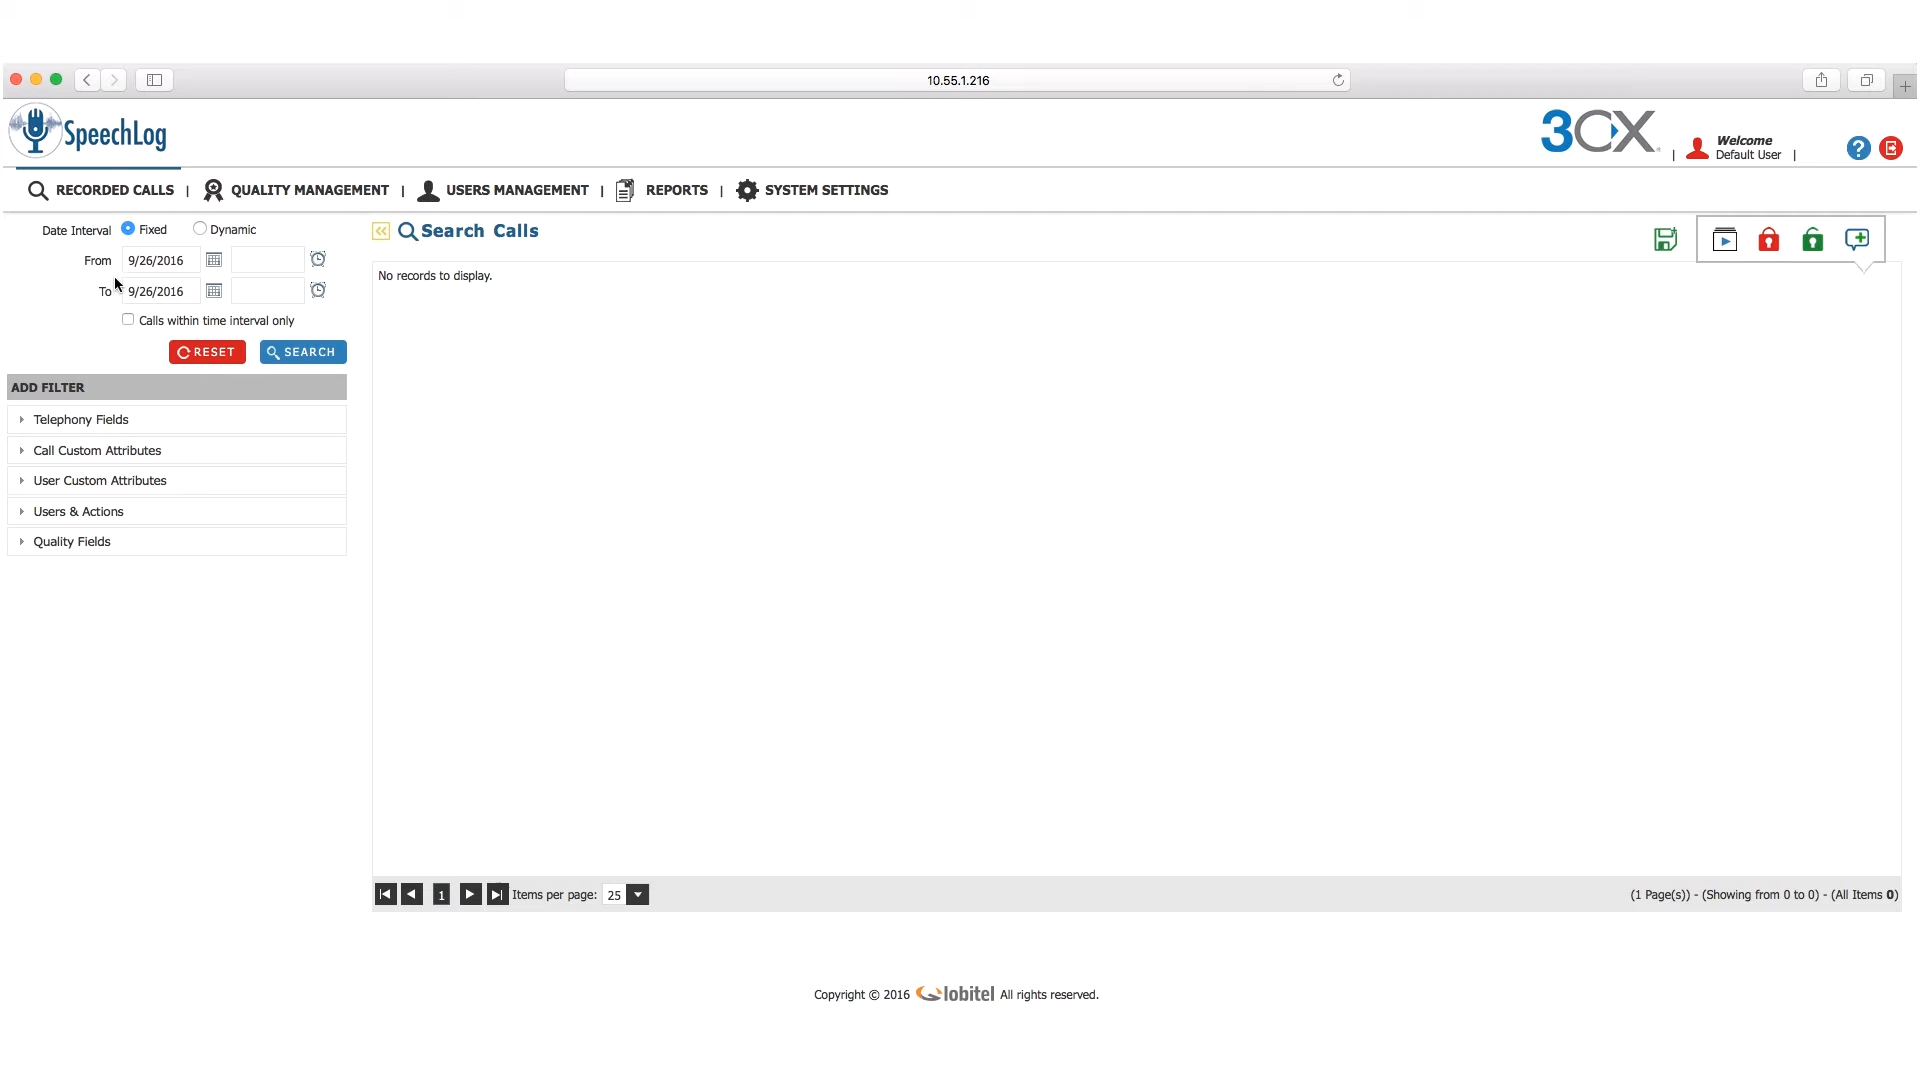 10.55.1.216
SpeechLog
3CX
Welcome
Default User
RECORDED CALLS | QUALITY MANAGEMENT | USERS MANAGEMENT | REPORTS | SYSTEM SETTINGS
Date Interval Fixed Dynamic
From 9/26/2016
To 9/26/2016
Calls within time interval only
RESET SEARCH
ADD FILTER
Telephony Fields
Call Custom Attributes
User Custom Attributes
Users & Actions
Quality Fields
Search Calls
No records to display.
1 Items per page: 25
(1 Page(s)) - (Showing from 0 to 0) - (All Items 0)
Copyright © 2016 Globitel All rights reserved.